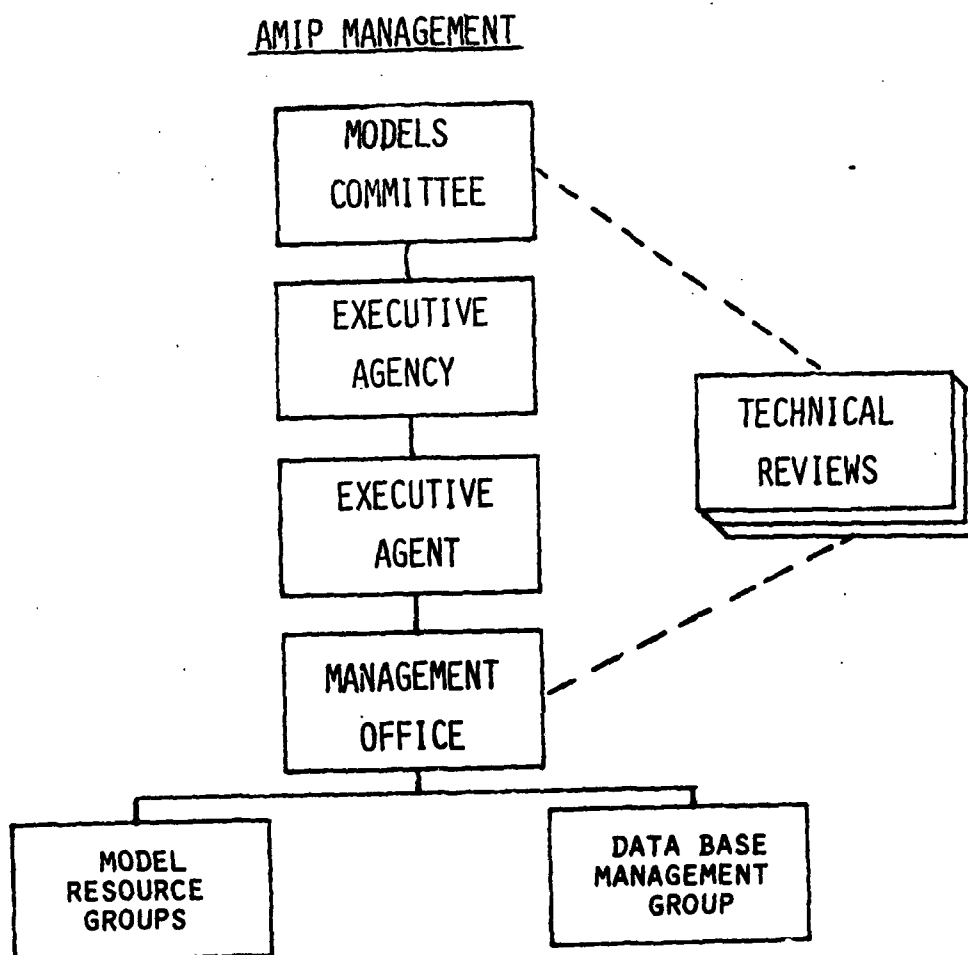 AMIP MANAGEMENT
MODELS
COMMITTEE
EXECUTIVE
AGENCY
TECHNICAL
REVIEWS
EXECUTIVE
AGENT
MANAGEMENT
OFFICE
MODEL
RESOURCE
GROUPS
DATA BASE
MANAGEMENT
GROUP